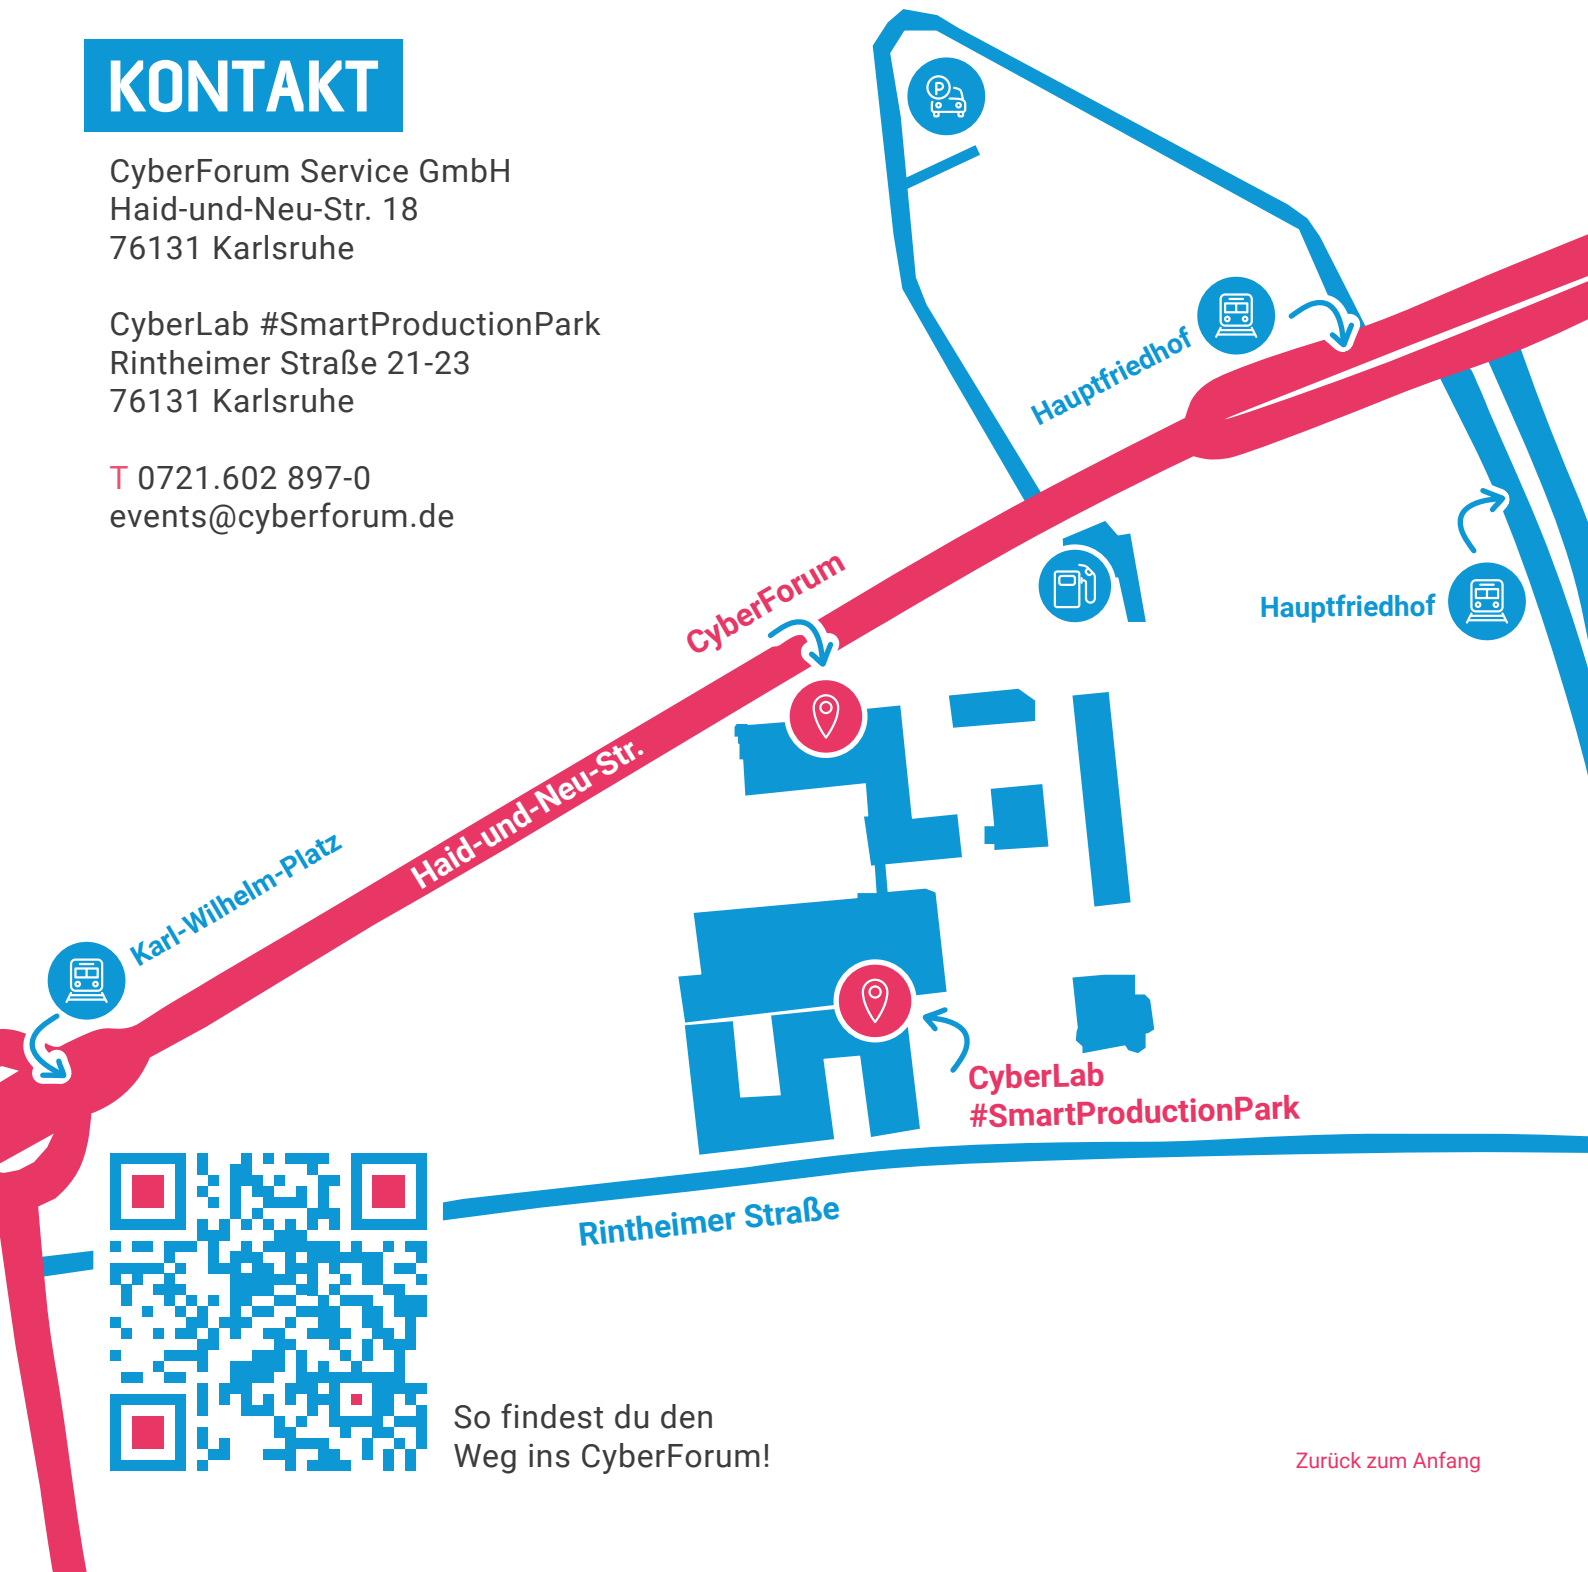 KONTAKT
CyberForum Service GmbH
Haid-und-Neu-Str. 18
76131 Karlsruhe
CyberLab #SmartProductionPark
Rintheimer Straße 21-23
76131 Karlsruhe
T 0721.602 897-0
events@cyberforum.de
P
Hauptfriedhof
CyberForum
Hauptfriedhof
Haid-und-Neu-Str.
Karl-Wilhelm-Platz
CyberLab
#SmartProductionPark
Rintheimer Straße
So findest du den
Weg ins CyberForum!
Zurück zum Anfang